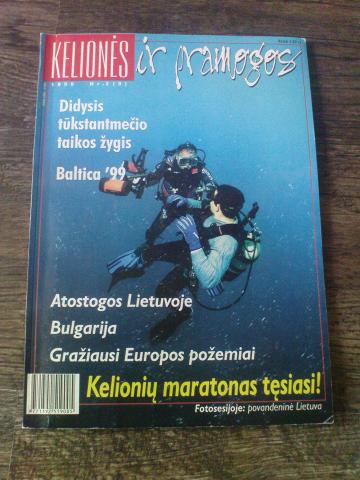 KELIONĖS
ir pramogos
Didysis
tūkstantmečio
taikos žygis
Baltica '99
Atostogos Lietuvoje
Bulgarija
Gražiausi Europos požemiai
Kelionių maratonas tęsiasi!
Fotosesijoje: povandeninė Lietuva